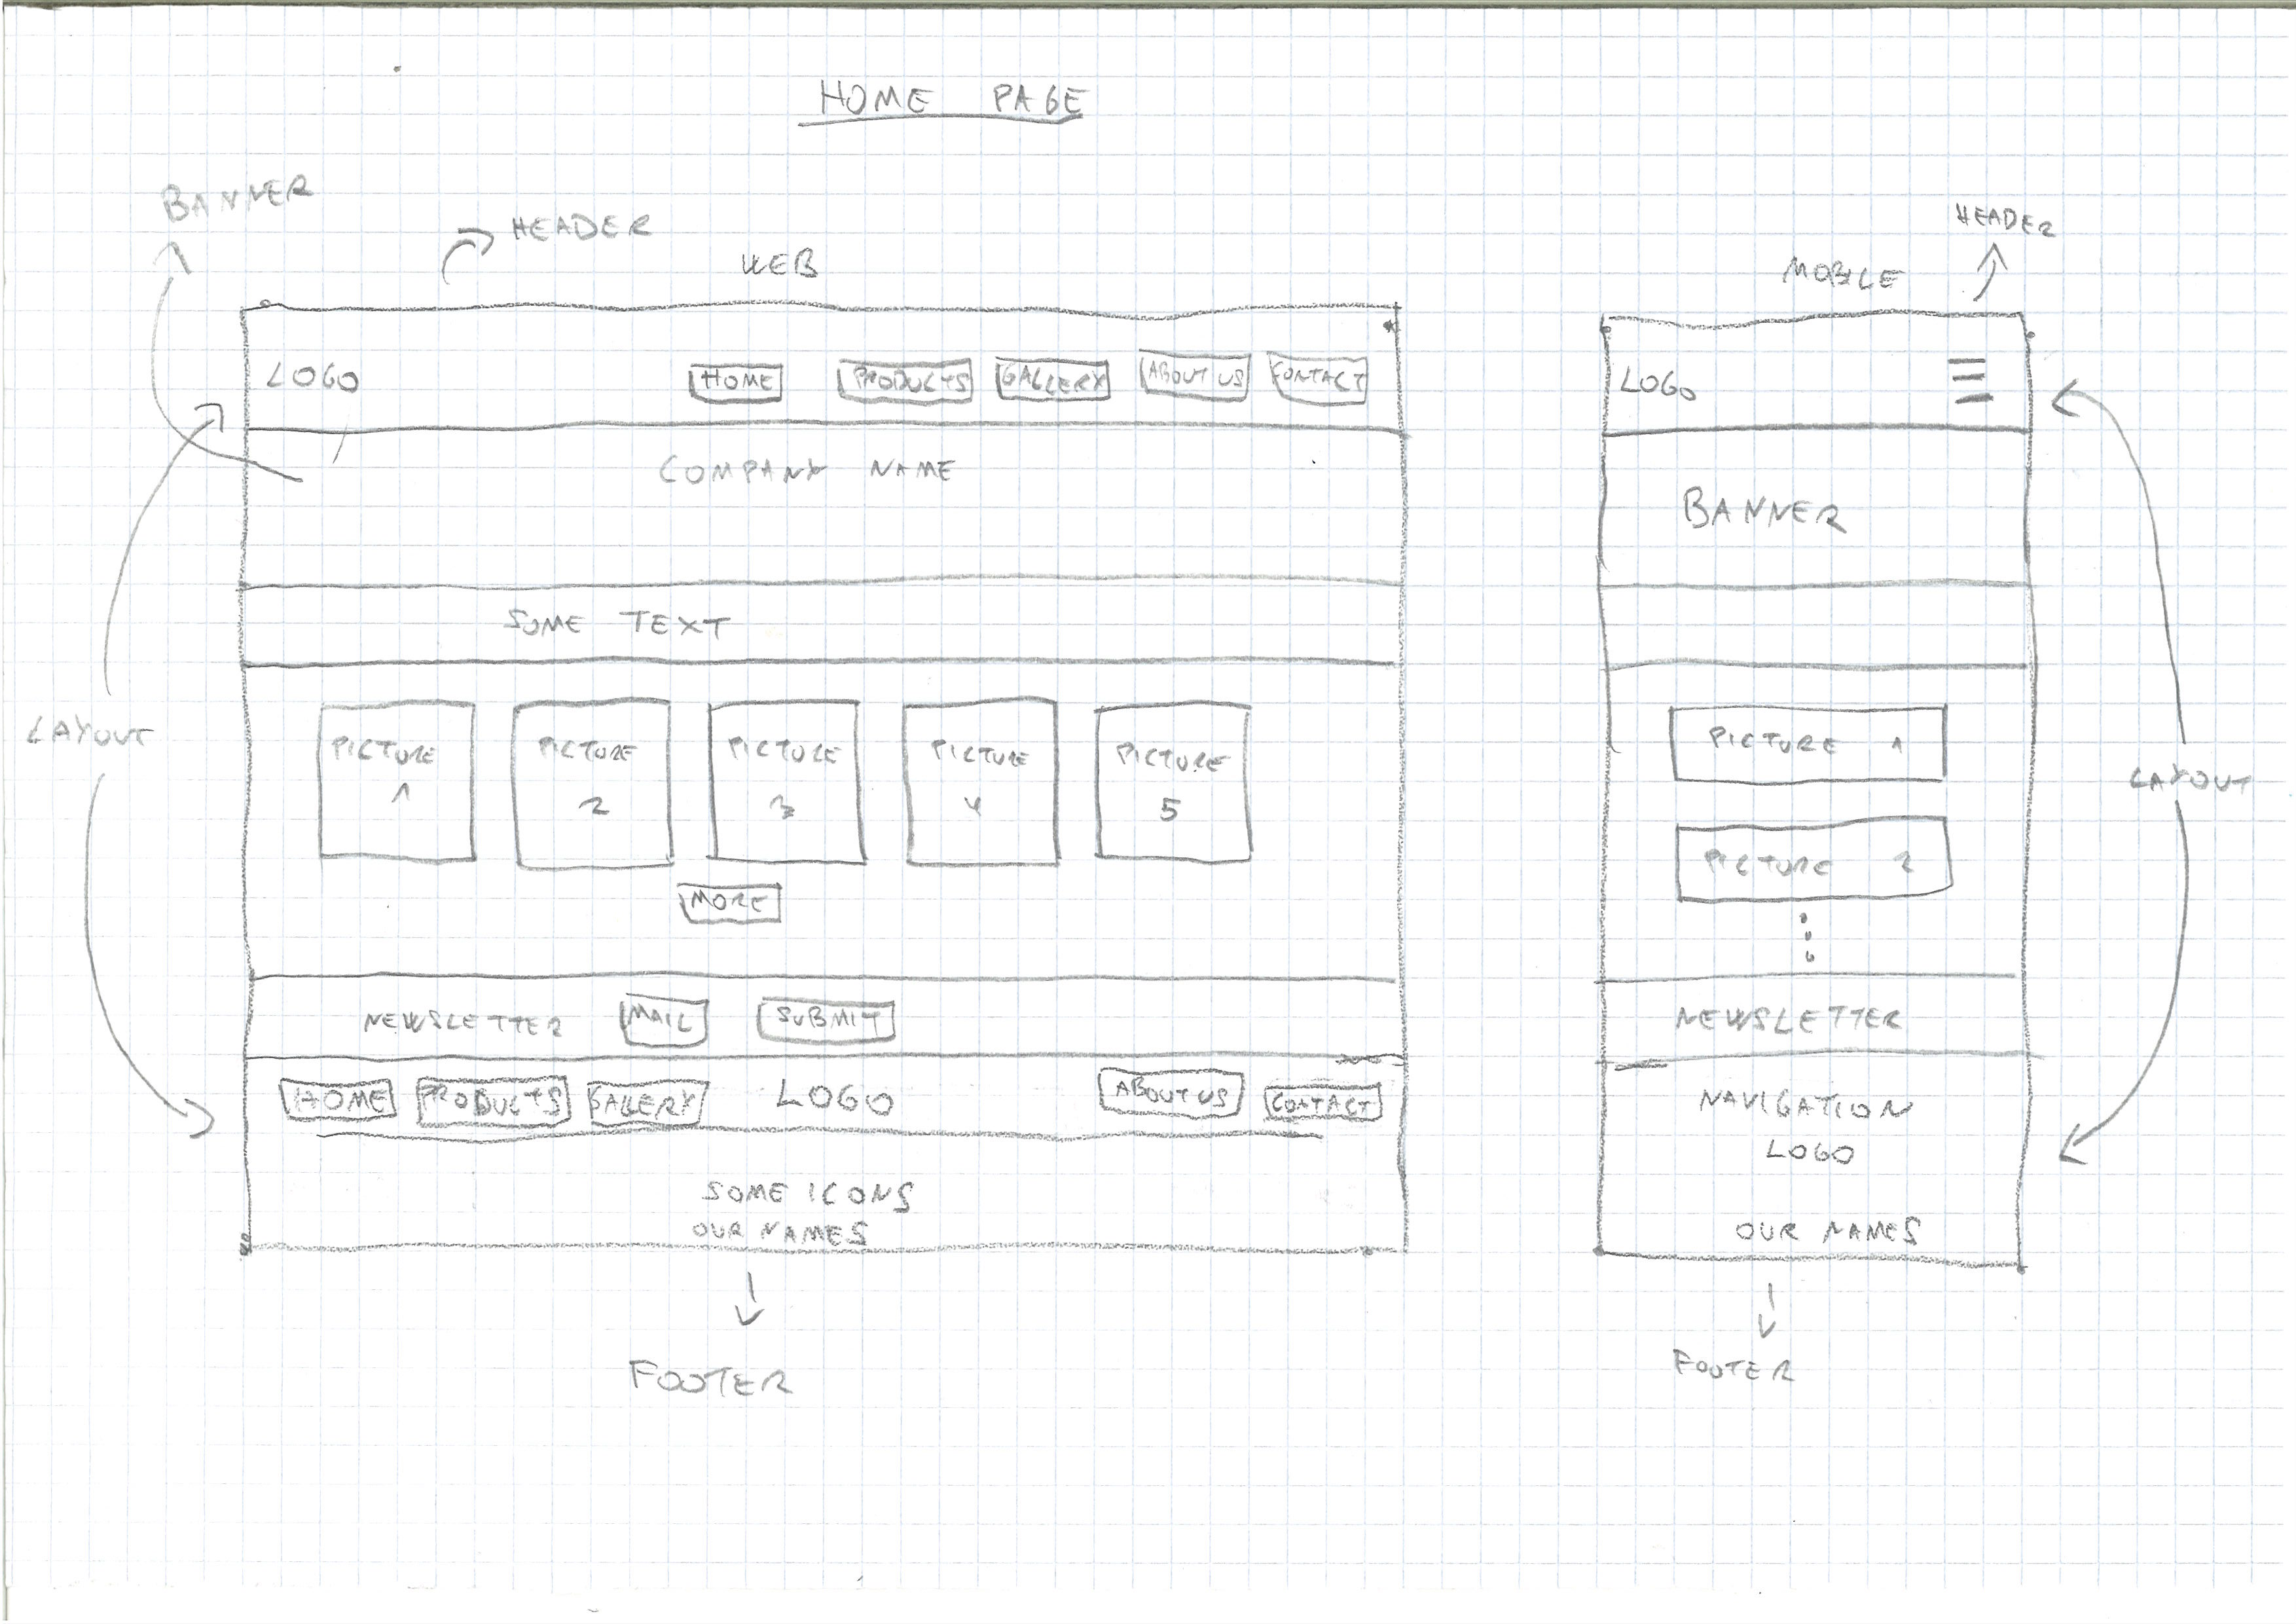 HOME PAGE
BANNER
HEADER
WEB
LOGO
HOME
PRODUCTS
GALLERY
ABOUT US
CONTACT
COMPANY NAME
SOME TEXT
LAYOUT
PICTURE
1
PICTURE
2
PICTURE
3
PICTURE
4
PICTURE
5
MORE
NEWSLETTER
MAIL
SUBMIT
HOME
PRODUCTS
GALLERY
LOGO
ABOUT US
CONTACT
SOME ICONS
OUR NAMES
FOOTER
HEADER
MOBILE
LOGO
BANNER
PICTURE 1
PICTURE 2
LAYOUT
NEWSLETTER
NAVIGATION
LOGO
OUR NAMES
FOOTER